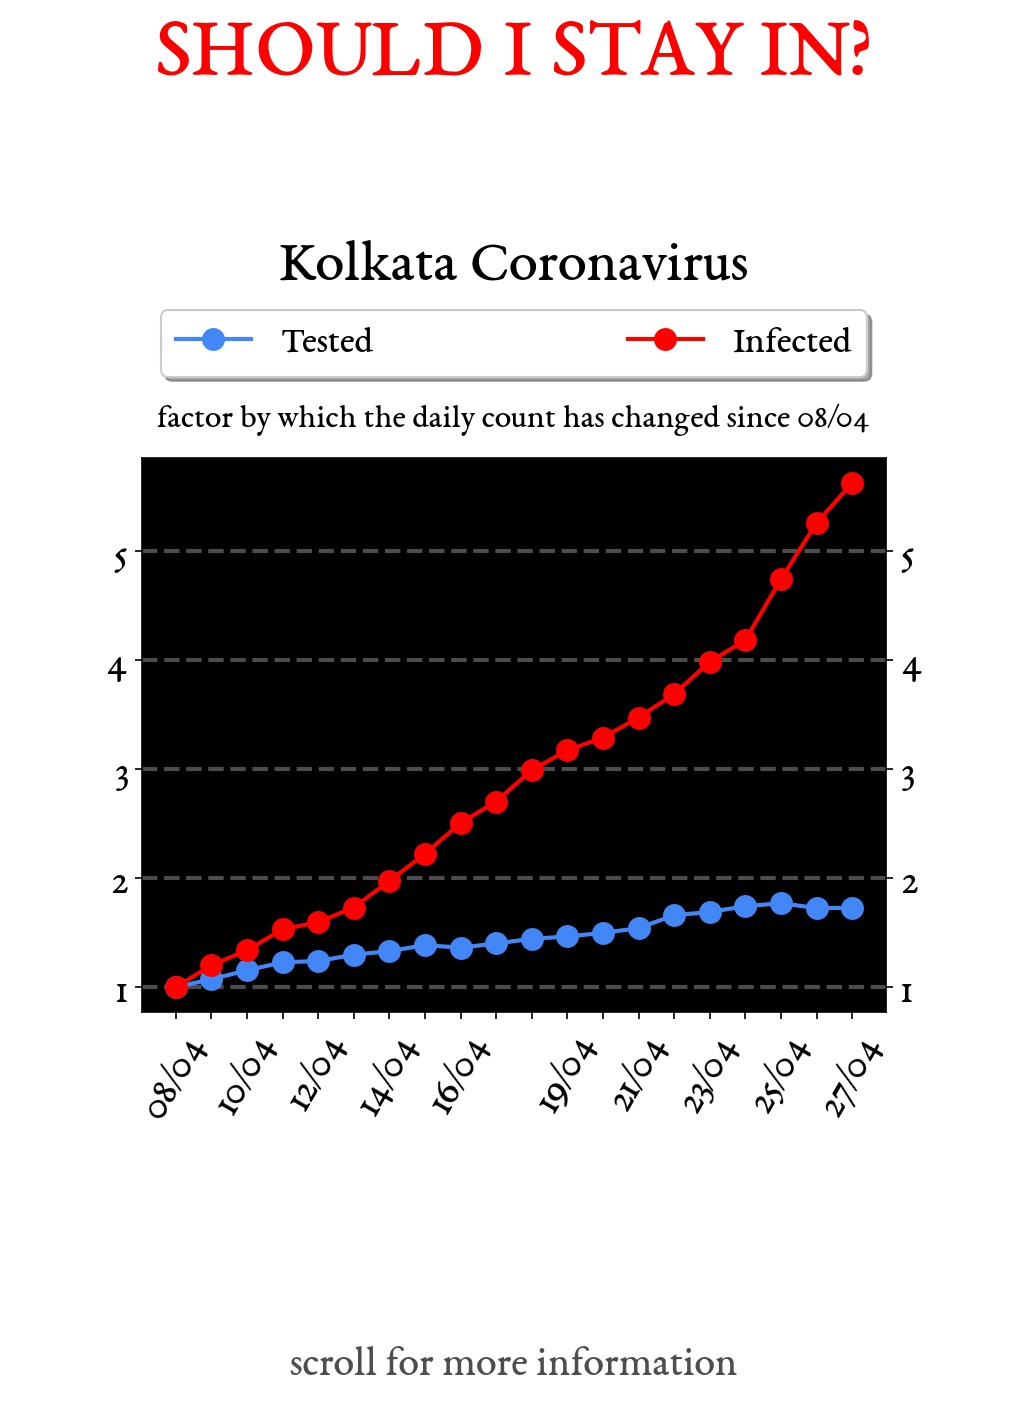 SHOULD I STAY IN?
Kolkata Coronavirus
Tested Infected
factor by which the daily count has changed since 08/04
5 5
4 4
3 3
2 2
1 1
08/04 10/04 12/04 14/04 16/04 19/04 21/04 23/04 25/04 27/04
scroll for more information